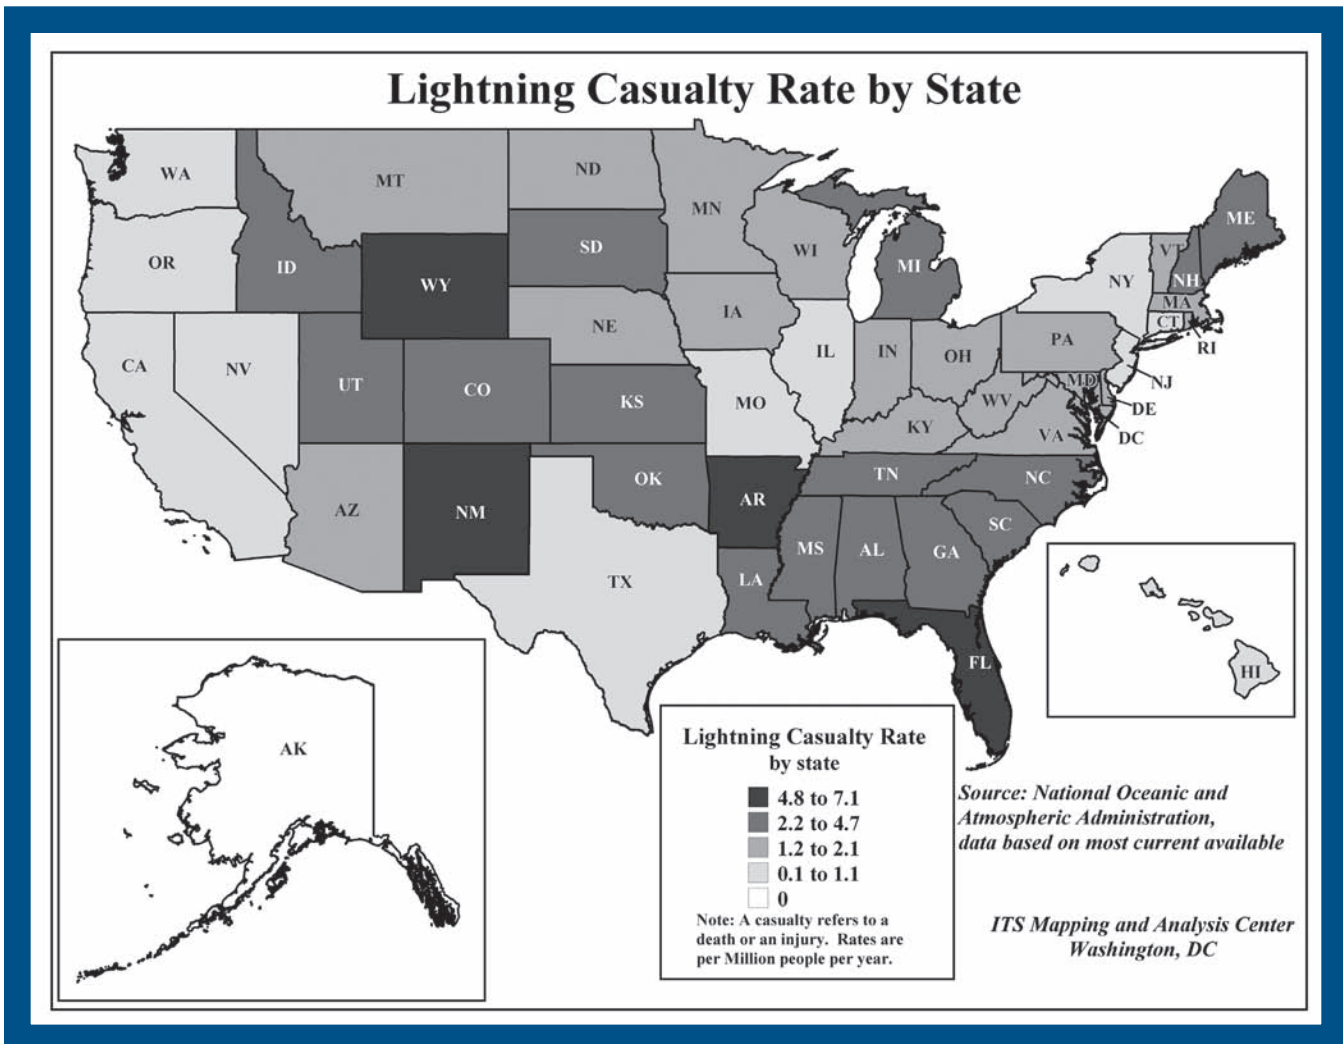 Lightning Casualty Rate by State
WA
MT
ND
MN
ME
OR
ID
WY
SD
WI
MI
VT
NH
NY
MA
CT
RI
CA
NV
UT
CO
NE
IA
IL
IN
OH
PA
NJ
KS
MO
WV
MD
DE
DC
KY
VA
AZ
NM
OK
AR
TN
NC
TX
LA
MS
AL
GA
SC
FL
HI
AK
Lightning Casualty Rate
by state
4.8 to 7.1
2.2 to 4.7
1.2 to 2.1
0.1 to 1.1
0
Note: A casualty refers to a
death or an injury. Rates are
per Million people per year.
Source: National Oceanic and
Atmospheric Administration,
data based on most current available
ITS Mapping and Analysis Center
Washington, DC